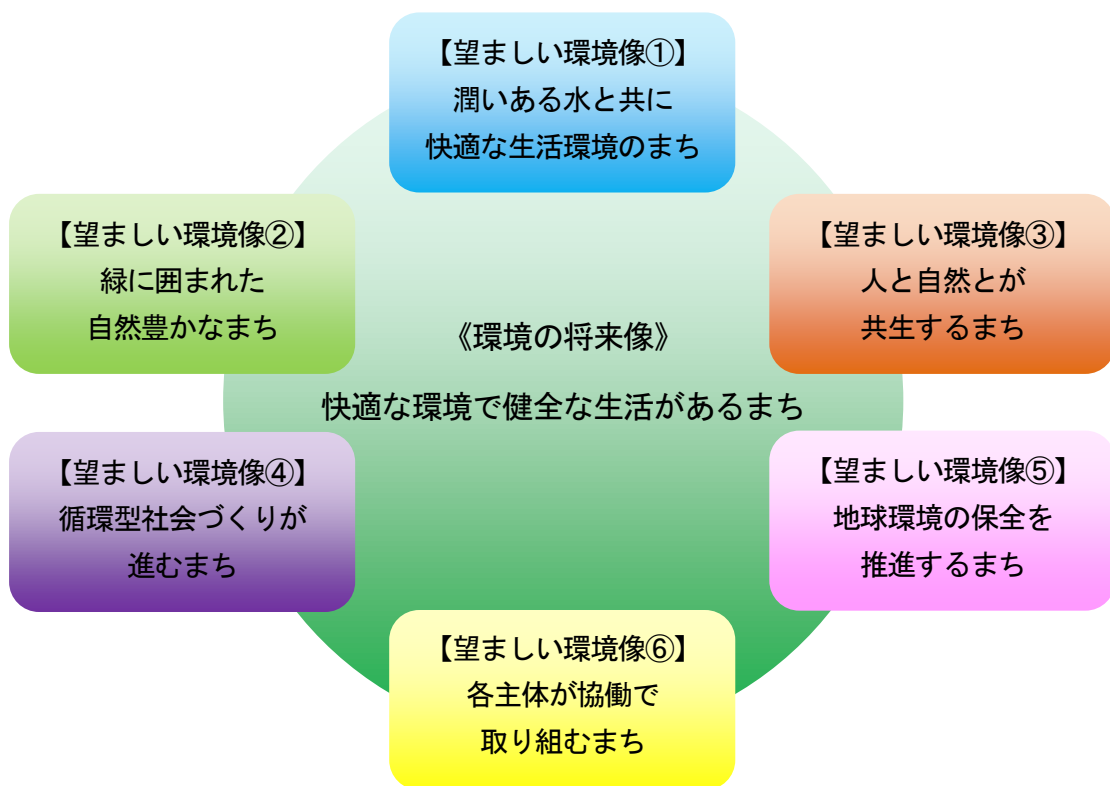 【望ましい環境像①】
潤いある水と共に
快適な生活環境のまち
【望ましい環境像②】
緑に囲まれた
自然豊かなまち
【望ましい環境像③】
人と自然とが
共生するまち
《環境の将来像》
快適な環境で健全な生活があるまち
【望ましい環境像④】
循環型社会づくりが
進むまち
【望ましい環境像⑤】
地球環境の保全を
推進するまち
【望ましい環境像⑥】
各主体が協働で
取り組むまち